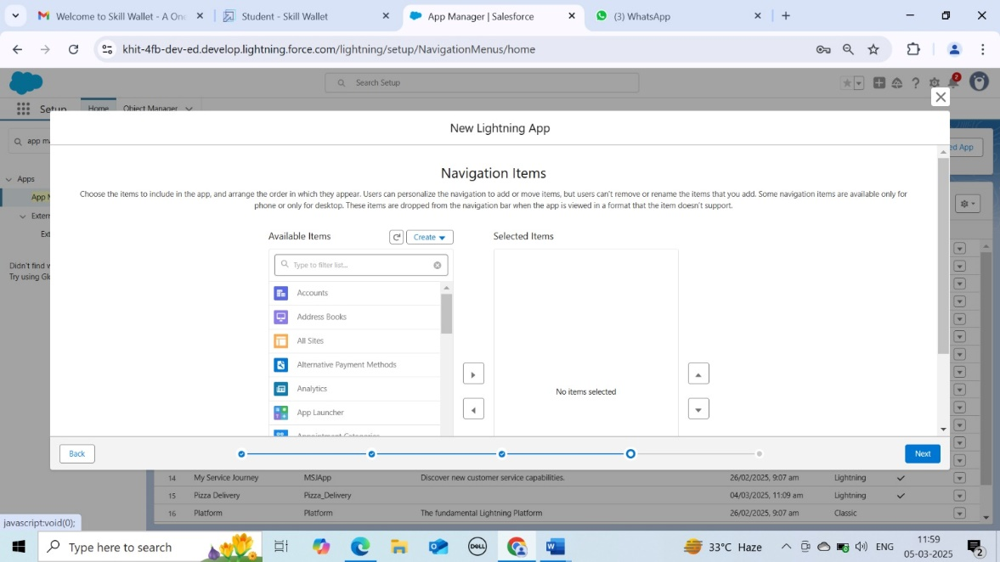 Welcome to Skill Wallet - A One
Student - Skill Wallet
App Manager | Salesforce
(3) WhatsApp
khit-4fb-dev-ed.develop.lightning.force.com/lightning/setup/NavigationMenus/home
Search Setup
2
Setup
Home
Object Manager
app ma
New Lightning App
ed App
Navigation Items
Apps
Choose the items to include in the app, and arrange the order in which they appear. Users can personalize the navigation to add or move items, but users can't remove or rename the items that you add. Some navigation items are available only for
phone or only for desktop. These items are dropped from the navigation bar when the app is viewed in a format that the item doesn't support.
App M
Extern
Ext
Available Items
Create
Selected Items
Didn't find w
Try using Glo
Type to filter list...
Accounts
Address Books
All Sites
Alternative Payment Methods
Analytics
No items selected
App Launcher
Appointment Categories
Back
Next
14 My Service Journey MSJApp Discover new customer service capabilities. 26/02/2025, 9:07 am Lightning
15 Pizza Delivery Pizza_Delivery 04/03/2025, 11:09 am Lightning
16 Platform Platform The fundamental Lightning Platform 26/02/2025, 9:07 am Classic
javascript:void(0);
Type here to search
DELL
33°C Haze
ENG
11:59
05-03-2025
2